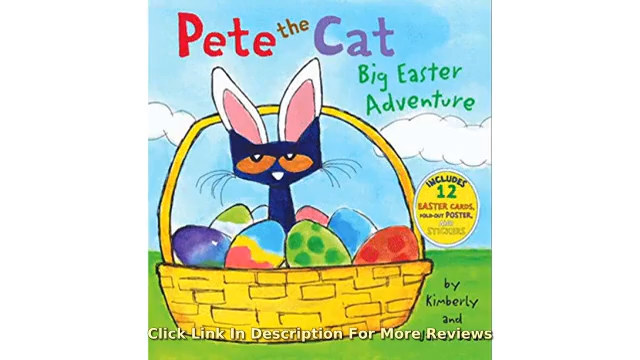 Pete the Cat
Big Easter
Adventure
INCLUDES
12
EASTER CARDS,
FOLD-OUT POSTER,
AND
STICKERS
by
Kimberly
and
Click Link In Description For More Reviews